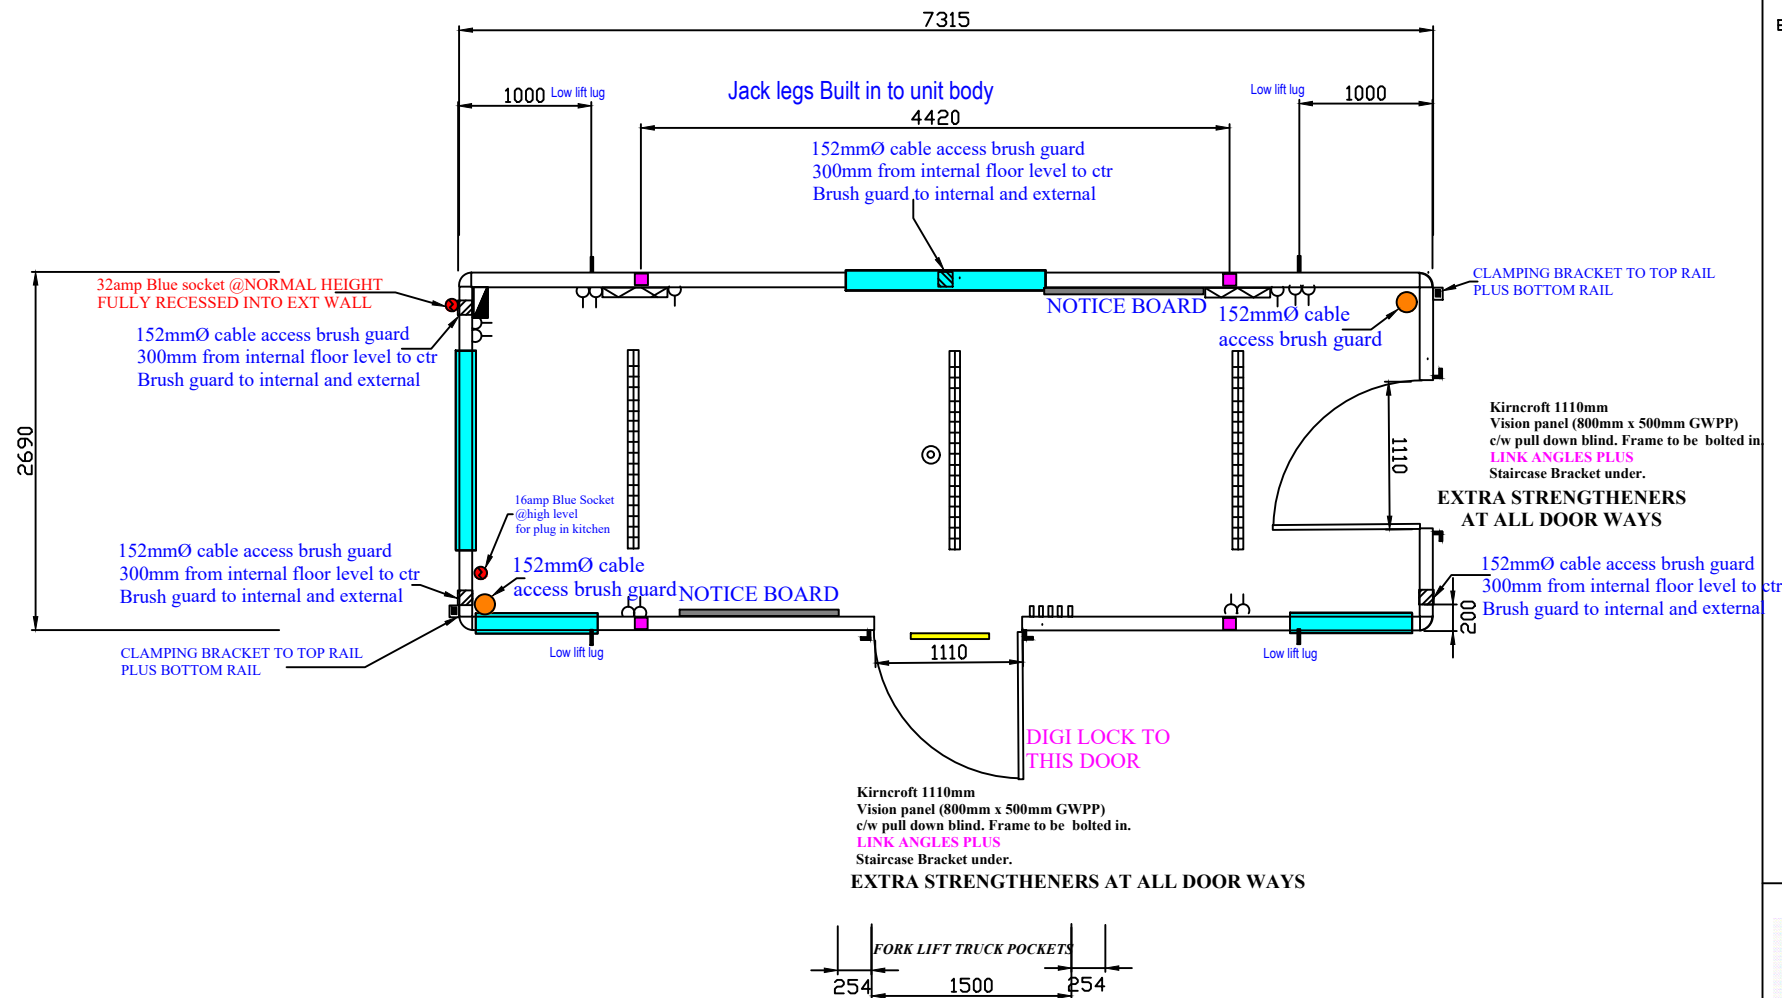 7315
1000
Low lift lug
Jack legs Built in to unit body
Low lift lug
1000
4420
152mmØ cable access brush guard
300mm from internal floor level to ctr
Brush guard to internal and external
32amp Blue socket @NORMAL HEIGHT
FULLY RECESSED INTO EXT WALL
CLAMPING BRACKET TO TOP RAIL
PLUS BOTTOM RAIL
NOTICE BOARD
152mmØ cable
access brush guard
152mmØ cable access brush guard
300mm from internal floor level to ctr
Brush guard to internal and external
2690
1110
Kirncroft 1110mm
Vision panel (800mm x 500mm GWPP)
c/w pull down blind. Frame to be bolted in.
LINK ANGLES PLUS
Staircase Bracket under.
EXTRA STRENGTHENERS
AT ALL DOOR WAYS
16amp Blue Socket
@high level
for plug in kitchen
152mmØ cable access brush guard
300mm from internal floor level to ctr
Brush guard to internal and external
152mmØ cable
access brush guard
NOTICE BOARD
152mmØ cable access brush guard
300mm from internal floor level to ctr
Brush guard to internal and external
200
CLAMPING BRACKET TO TOP RAIL
PLUS BOTTOM RAIL
Low lift lug
1110
Low lift lug
DIGI LOCK TO
THIS DOOR
Kirncroft 1110mm
Vision panel (800mm x 500mm GWPP)
c/w pull down blind. Frame to be bolted in.
LINK ANGLES PLUS
Staircase Bracket under.
EXTRA STRENGTHENERS AT ALL DOOR WAYS
FORK LIFT TRUCK POCKETS
254
1500
254